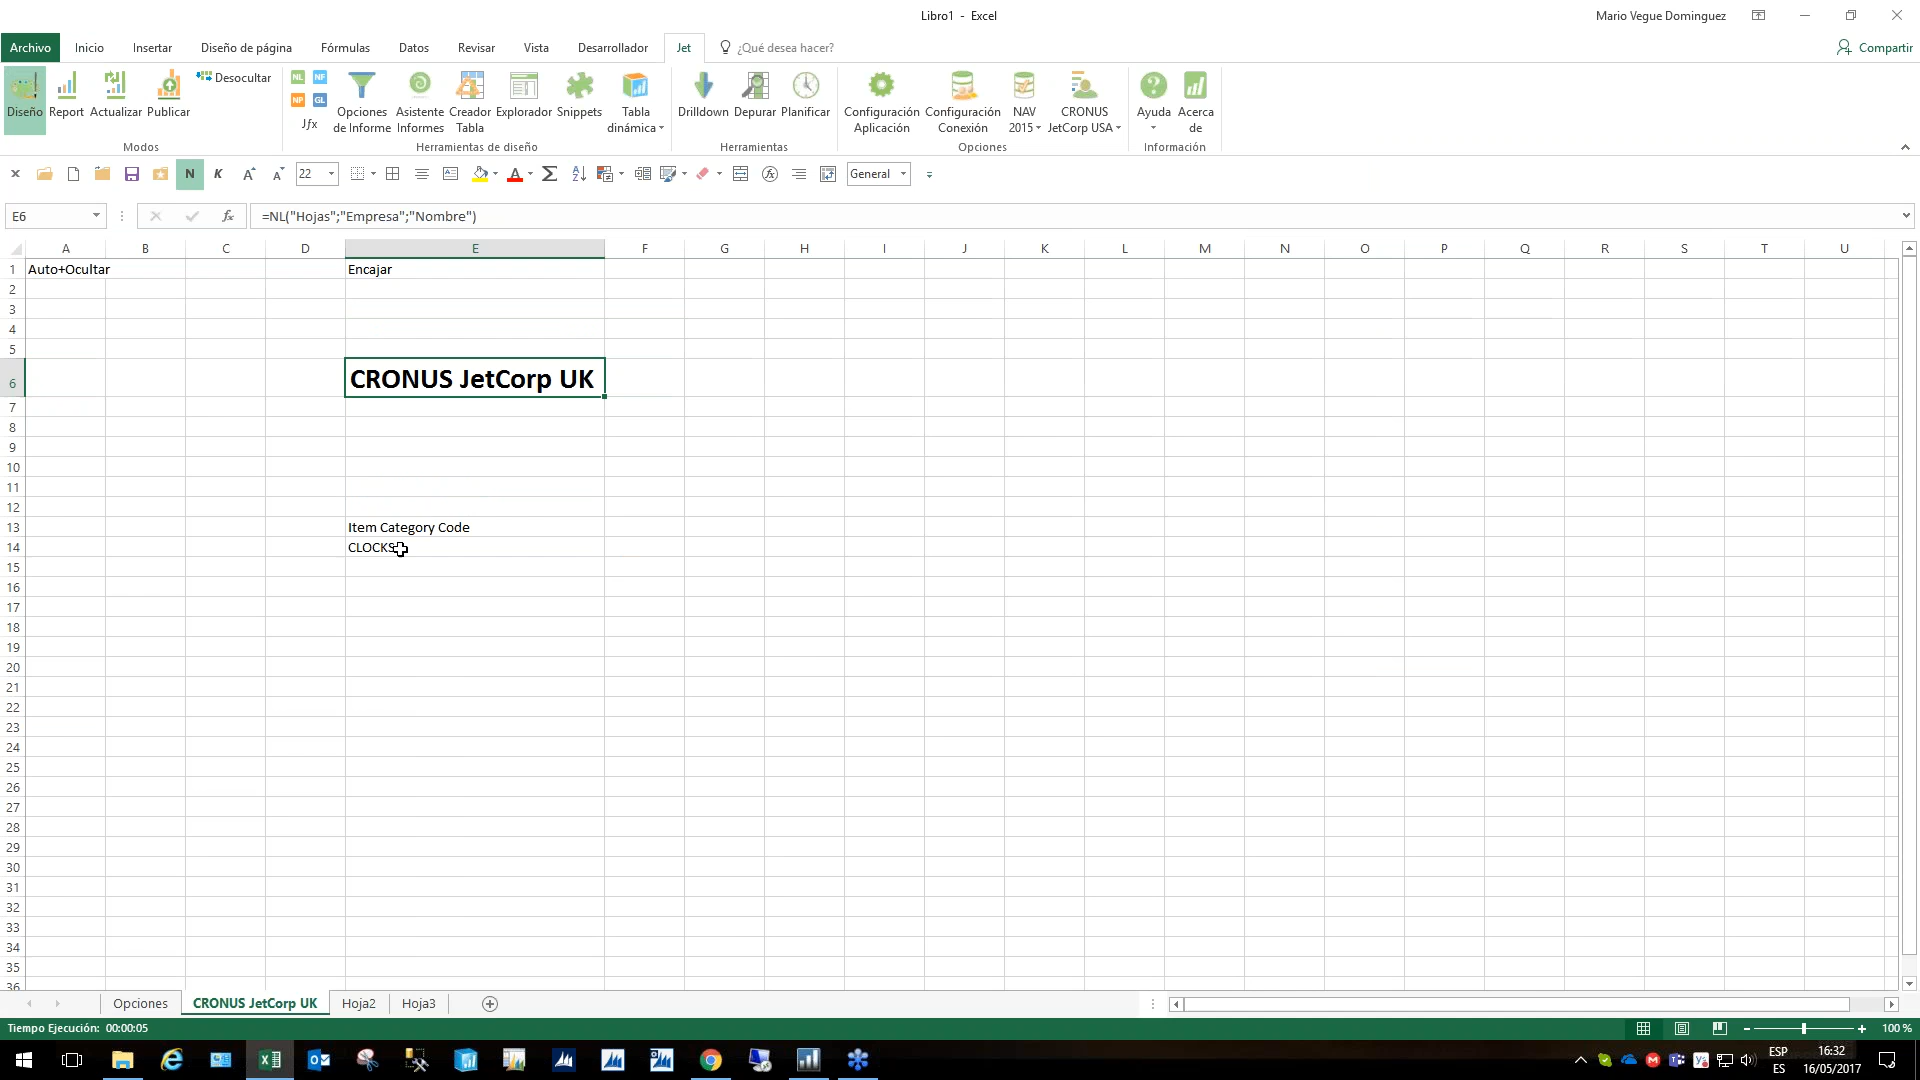 Libro1 - Excel
Mario Vegue Dominguez
Archivo Inicio Insertar Diseño de página Fórmulas Datos Revisar Vista Desarrollador Jet ¿Qué desea hacer? Compartir
Diseño Report Actualizar Publicar Desocultar
NL NF
NP GL
Jfx
Opciones de Informe
Asistente Informes
Creador Tabla
Explorador
Snippets
Tabla dinámica
Drilldown Depurar Planificar
Configuración Aplicación
Configuración Conexión
NAV 2015
CRONUS JetCorp USA
Ayuda
Acerca de
Modos Herramientas de diseño Herramientas Opciones Información
N K A A 22 A General
E6 fx =NL("Hojas";"Empresa";"Nombre")
A B C D E F G H I J K L M N O P Q R S T U
1 Auto+Ocultar Encajar
2
3
4
5
6 CRONUS JetCorp UK
7
8
9
10
11
12
13 Item Category Code
14 CLOCKS
15
16
17
18
19
20
21
22
23
24
25
26
27
28
29
30
31
32
33
34
35
36
Opciones CRONUS JetCorp UK Hoja2 Hoja3
Tiempo Ejecución: 00:00:05 100 %
ESP 16:32
ES 16/05/2017